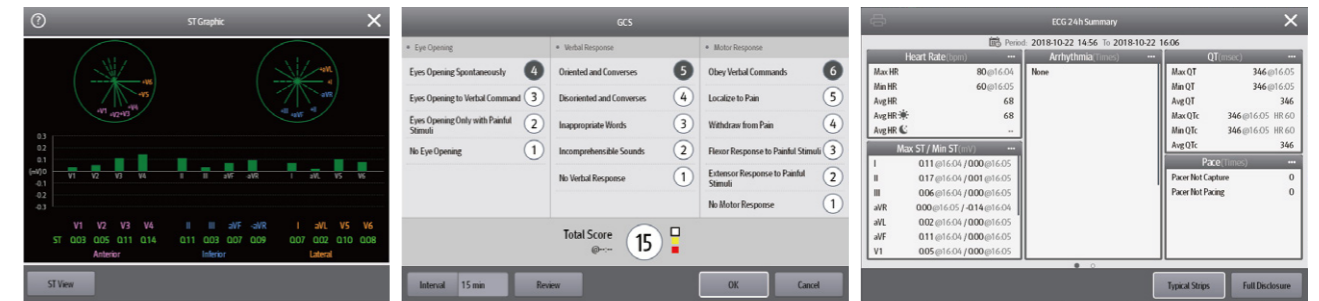 ST Graphic
+V6
+V5
+V1 +V2+V3 +V4
+aVL
+I
-aVR
+III +II
+aVF
0.3
0.2
0.1
(mV)0
-0.1
-0.2
-0.3
V1 V2 V3 V4 II III aVF -aVR I aVL V5 V6
V1 V2 V3 V4 II III aVF -aVR I aVL V5 V6
ST 0.03 0.05 0.11 0.14 0.11 0.03 0.07 0.09 0.07 0.02 0.10 0.08
Anterior Inferior Lateral
ST View
GCS
Eye Opening
Eyes Opening Spontaneously 4
Eyes Opening to Verbal Command 3
Eyes Opening Only with Painful
Stimuli 2
No Eye Opening 1
Verbal Response
Oriented and Converses 5
Disoriented and Converses 4
Inappropriate Words 3
Incomprehensible Sounds 2
No Verbal Response 1
Motor Response
Obey Verbal Commands 6
Localize to Pain 5
Withdraw from Pain 4
Flexor Response to Painful Stimuli 3
Extensor Response to Painful
Stimuli 2
No Motor Response 1
Total Score 15
@--:--
Interval 15 min Review OK Cancel
ECG 24h Summary
Period 2018-10-22 14:56 To 2018-10-22 16:06
Heart Rate(bpm) ...
Max HR 80@16:04
Min HR 60@16:05
Avg HR 68
Avg HR 68
Avg HR --
Max ST / Min ST(mV) ...
I 0.11@16:04 / 0.00@16:05
II 0.17@16:04 / 0.01@16:05
III 0.06@16:04 / 0.00@16:05
aVR 0.00@16:05 / -0.14@16:04
aVL 0.02@16:04 / 0.00@16:05
aVF 0.11@16:04 / 0.00@16:05
V1 0.05@16:04 / 0.00@16:05
Arrhythmia(Times) ...
None
QT(msec) ...
Max QT 346@16:05
Min QT 346@16:05
Avg QT 346
Max QTc 346@16:05 HR 60
Min QTc 346@16:05 HR 60
Avg QTc 346
Pace(Times) ...
Pacer Not Capture 0
Pacer Not Pacing 0
Typical Strips Full Disclosure